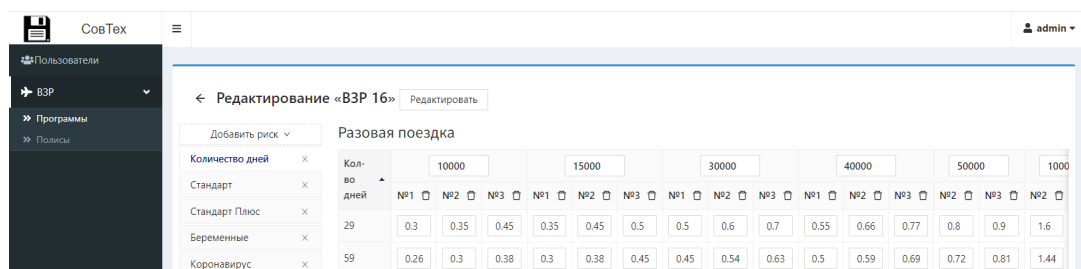 СовТех
admin
Пользователи
ВЗР
Программы
Полисы
Редактирование «ВЗР 16» Редактировать
Добавить риск
Количество дней
Стандарт
Стандарт Плюс
Беременные
Коронавирус
Разовая поездка
Кол-во дней 10000 15000 30000 40000 50000 1000
№1 №2 №3 №1 №2 №3 №1 №2 №3 №1 №2 №3 №2 №3 №2
29 0.3 0.35 0.45 0.35 0.45 0.5 0.5 0.6 0.7 0.55 0.66 0.77 0.8 0.9 1.6
59 0.26 0.3 0.38 0.3 0.38 0.45 0.45 0.54 0.63 0.5 0.59 0.69 0.72 0.81 1.44